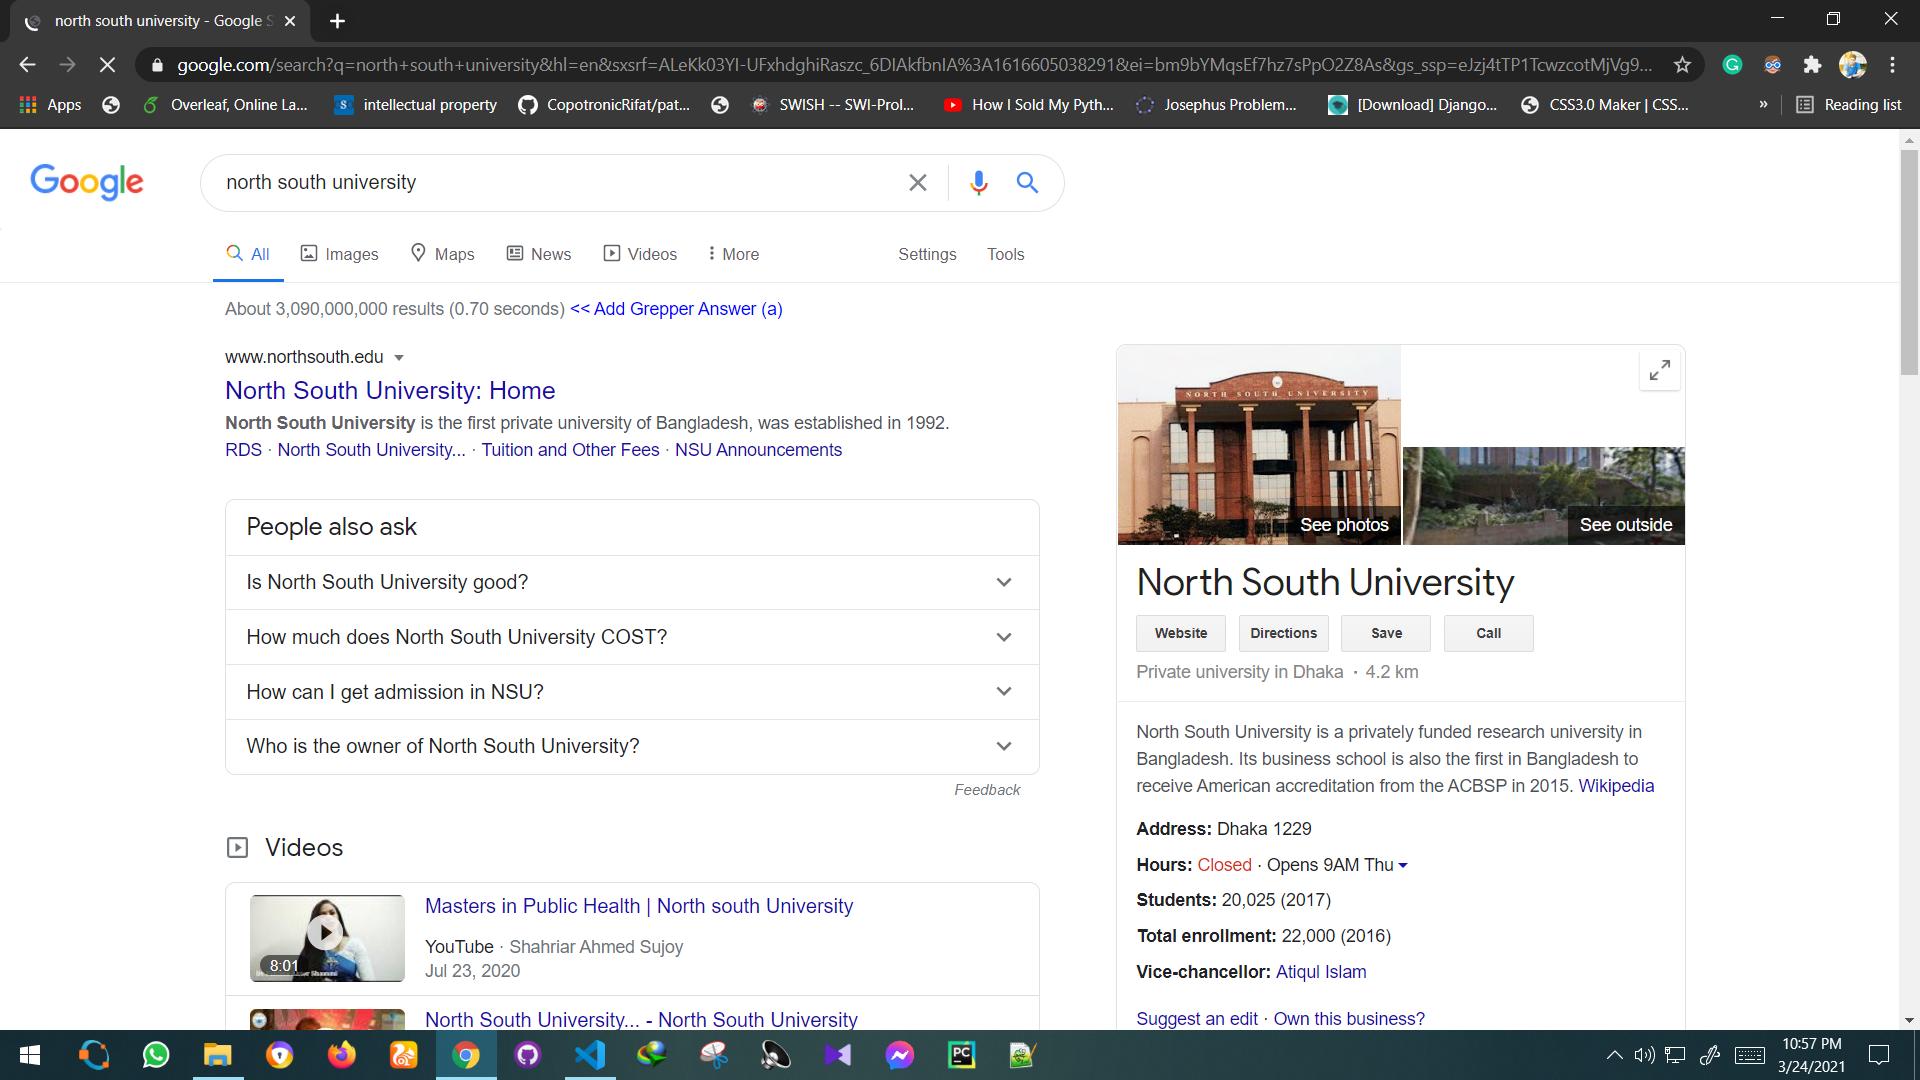 north south university - Google S
google.com/search?q=north+south+university&hl=en&sxsrf=ALeKk03YI-UFxhdghiRaszc_6DIAkfbnIA%3A1616605038291&ei=bm9bYMqsEf7hz7sPpO2Z8As&gs_ssp=eJzj4tTP1TcwzcotMjVg9...
Apps Overleaf, Online La... intellectual property CopotronicRifat/pat... SWISH -- SWI-Prol... How I Sold My Pyth... Josephus Problem... [Download] Django... CSS3.0 Maker | CSS... » Reading list
Google
north south university
All Images Maps News Videos More Settings Tools
About 3,090,000,000 results (0.70 seconds) << Add Grepper Answer (a)
www.northsouth.edu
North South University: Home
North South University is the first private university of Bangladesh, was established in 1992.
RDS · North South University... · Tuition and Other Fees · NSU Announcements
People also ask
Is North South University good?
How much does North South University COST?
How can I get admission in NSU?
Who is the owner of North South University?
Feedback
Videos
8:01
Masters in Public Health | North south University
YouTube · Shahriar Ahmed Sujoy
Jul 23, 2020
North South University... - North South University
NORTH SOUTH UNIVERSITY
See photos
See outside
North South University
Website Directions Save Call
Private university in Dhaka · 4.2 km
North South University is a privately funded research university in
Bangladesh. Its business school is also the first in Bangladesh to
receive American accreditation from the ACBSP in 2015. Wikipedia
Address: Dhaka 1229
Hours: Closed · Opens 9AM Thu
Students: 20,025 (2017)
Total enrollment: 22,000 (2016)
Vice-chancellor: Atiqul Islam
Suggest an edit · Own this business?
PC
10:57 PM
3/24/2021